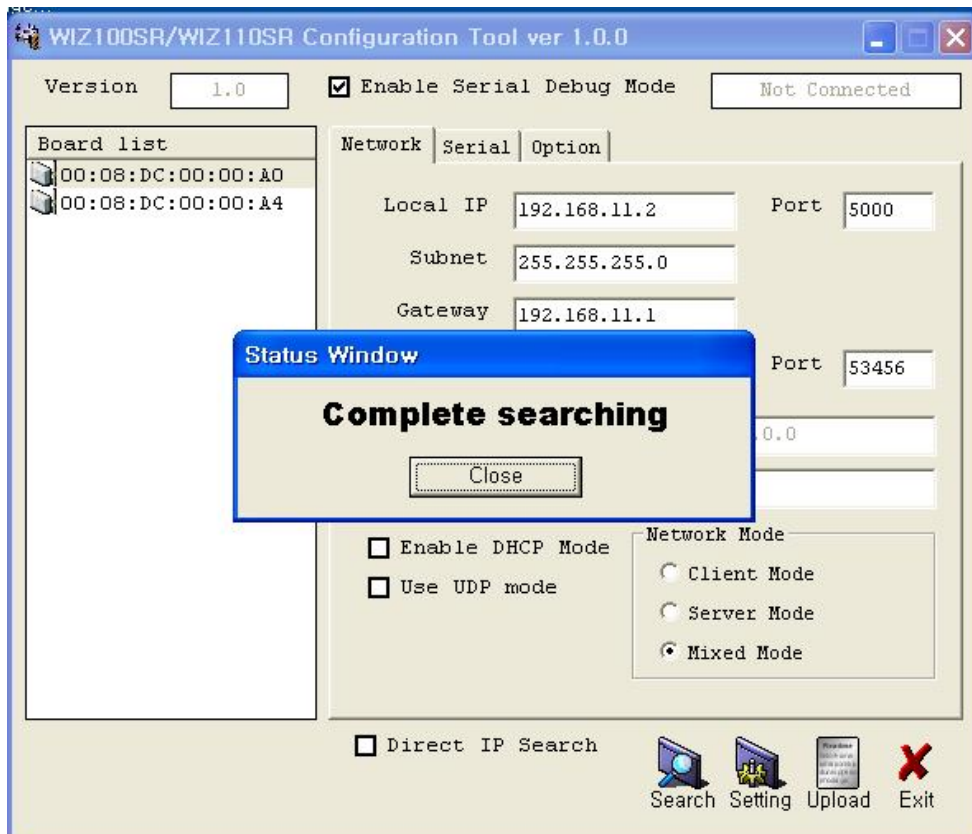 WIZ100SR/WIZ110SR Configuration Tool ver 1.0.0
Version 1.0 Enable Serial Debug Mode Not Connected
Board list
00:08:DC:00:00:A0
00:08:DC:00:00:A4
Network Serial Option
Local IP 192.168.11.2 Port 5000
Subnet 255.255.255.0
Gateway 192.168.11.1
Port 53456
.0.0
Status Window
Complete searching
Close
Enable DHCP Mode
Use UDP mode
Network Mode
Client Mode
Server Mode
Mixed Mode
Direct IP Search
Search Setting Upload Exit